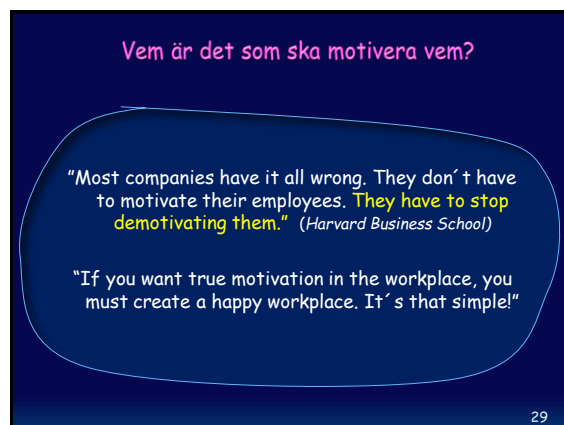 Vem är det som ska motivera vem?
"Most companies have it all wrong. They don´t have
to motivate their employees. They have to stop
demotivating them." (Harvard Business School)
"If you want true motivation in the workplace, you
must create a happy workplace. It´s that simple!"
29